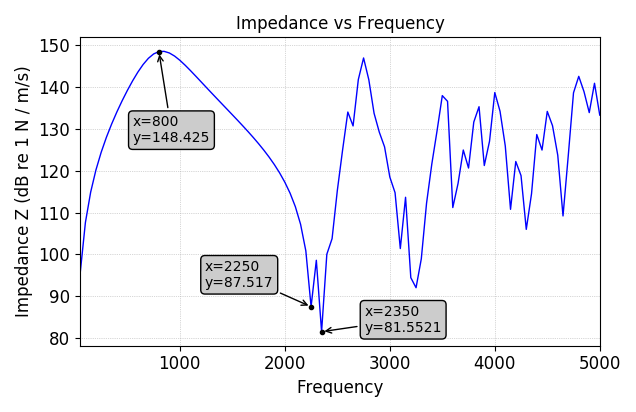 Impedance vs Frequency
Impedance Z (dB re 1 N / m/s)
150
140
130
120
110
100
90
80
x=800
y=148.425
x=2250
y=87.517
x=2350
y=81.5521
1000
2000
3000
4000
5000
Frequency